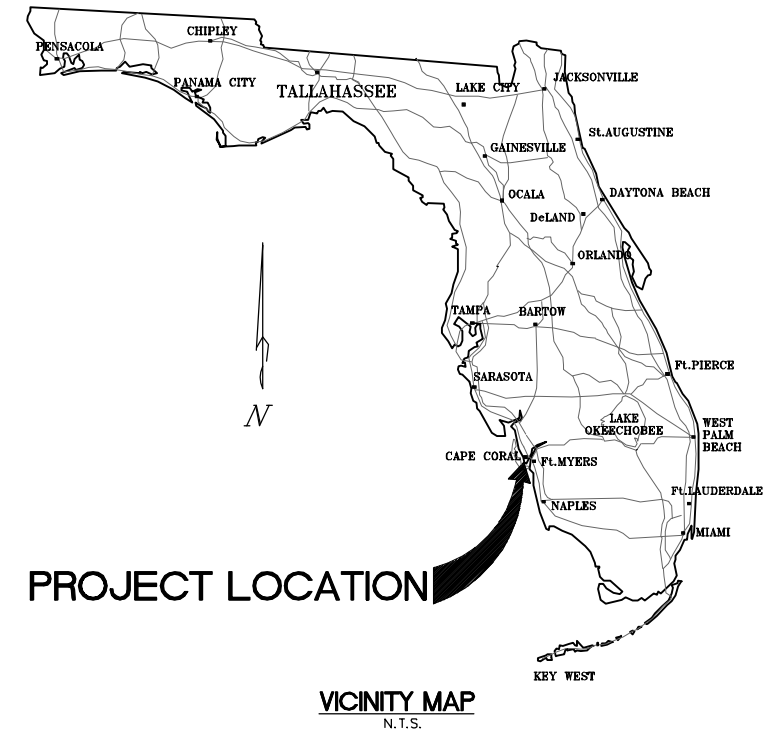 CHIPLEY
PENSACOLA
PANAMA CITY
TALLAHASSEE
LAKE CITY
JACKSONVILLE
St.AUGUSTINE
GAINESVILLE
OCALA
DAYTONA BEACH
DeLAND
ORLANDO
TAMPA
BARTOW
Ft.PIERCE
SARASOTA
N
LAKE
OKEECHOBEE
WEST
PALM
BEACH
CAPE CORAL
Ft.MYERS
Ft.LAUDERDALE
NAPLES
MIAMI
PROJECT LOCATION
KEY WEST
VICINITY MAP
N.T.S.